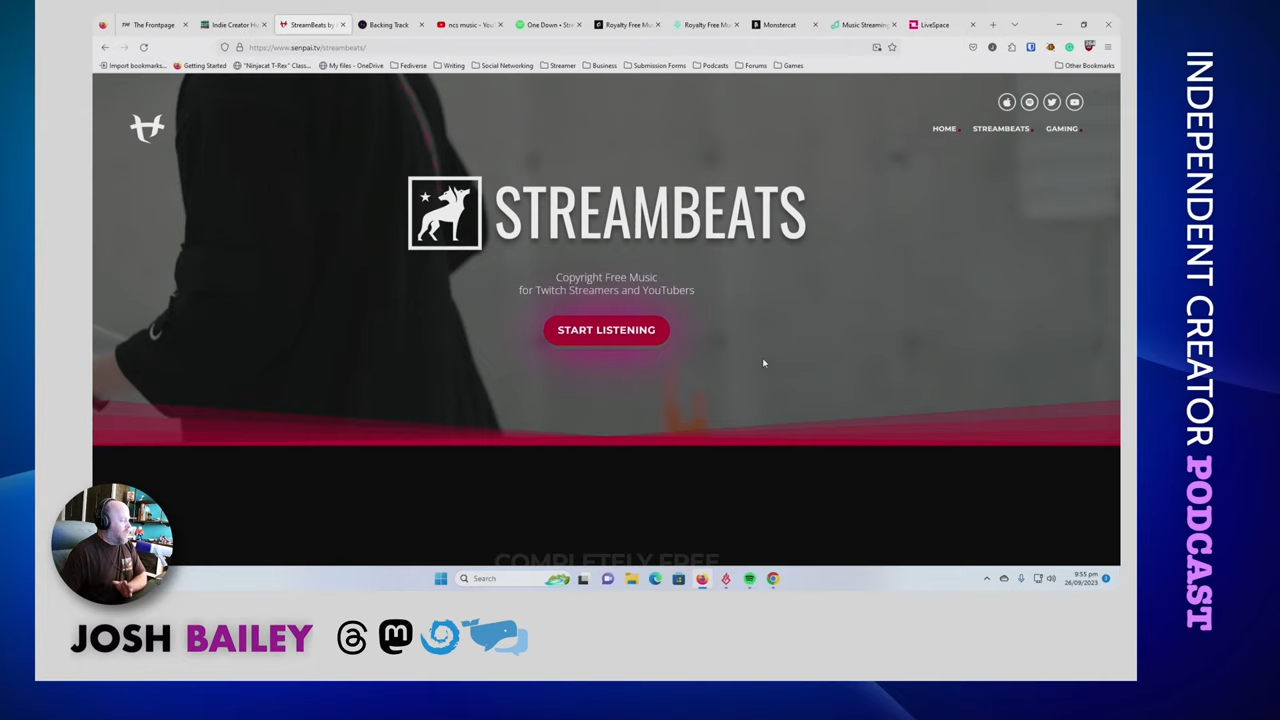 The Frontpage
Indie Creator Hu
StreamBeats by
Backing Track
ncs music - You
One Down • Stre
Royalty Free Mu
Royalty Free Mu
Monstercat
Music Streaming
LiveSpace
https://www.senpai.tv/streambeats/
Import bookmarks...
Getting Started
"Ninjacat T-Rex" Class...
My files - OneDrive
Fediverse
Writing
Social Networking
Streamer
Business
Submission Forms
Podcasts
Forums
Games
Other Bookmarks
HOME
STREAMBEATS
GAMING
STREAMBEATS
Copyright Free Music
for Twitch Streamers and YouTubers
START LISTENING
COMPLETELY FREE
Search
9:55 pm
26/09/2023
JOSH BAILEY
INDEPENDENT CREATOR PODCAST